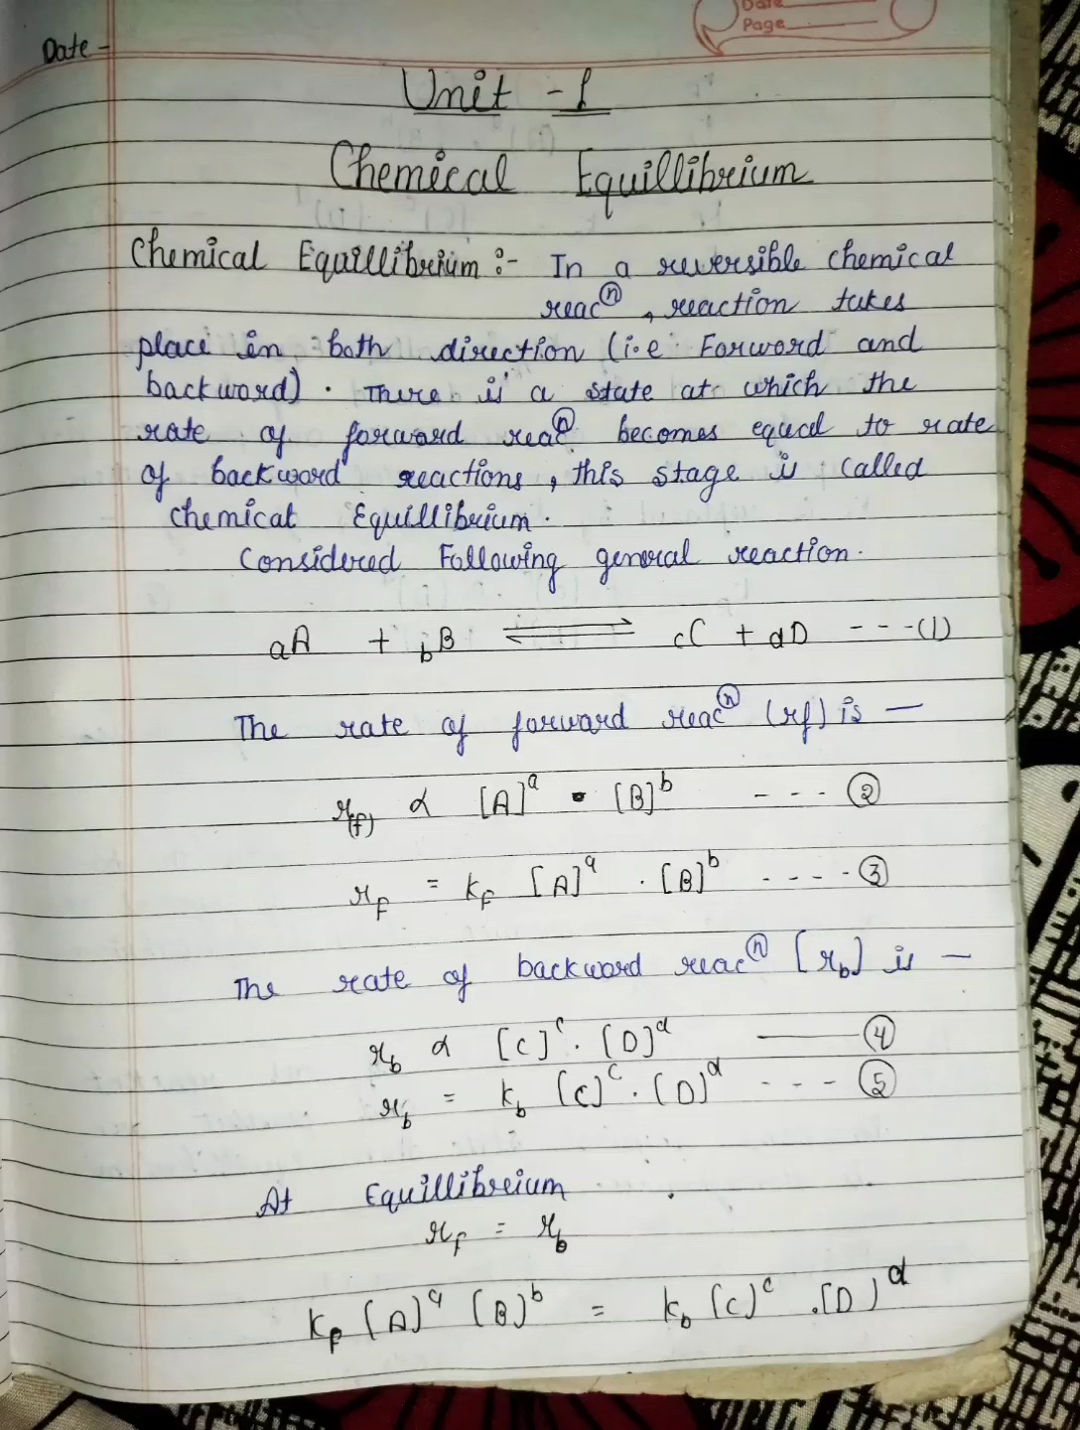 Date
Page
Date -
Unit - I
Chemical Equillibrium
Chemical Equillibrium :- In a reversible chemical
reacⁿ, reaction takes
place in both direction (i.e. Forward and
backward). There is a state at which the
rate of forward reacⁿ becomes equal to rate
of backward reactions, this stage is called
chemical Equillibrium.
Considered Following general reaction.
aA + bB ⇌ cC + dD ---(1)
The rate of forward reacⁿ (rf) is —
r(f) ∝ [A]ᵃ • [B]ᵇ --- ②
rf = kf [A]ᵃ . [B]ᵇ ---- ③
The rate of backward reacⁿ [rb] is —
rb ∝ [C]ᶜ . [D]ᵈ —— ④
rb = kb [C]ᶜ . [D]ᵈ --- ⑤
At Equillibrium
rf = rb
kf [A]ᵃ [B]ᵇ = kb [C]ᶜ .[D]ᵈ